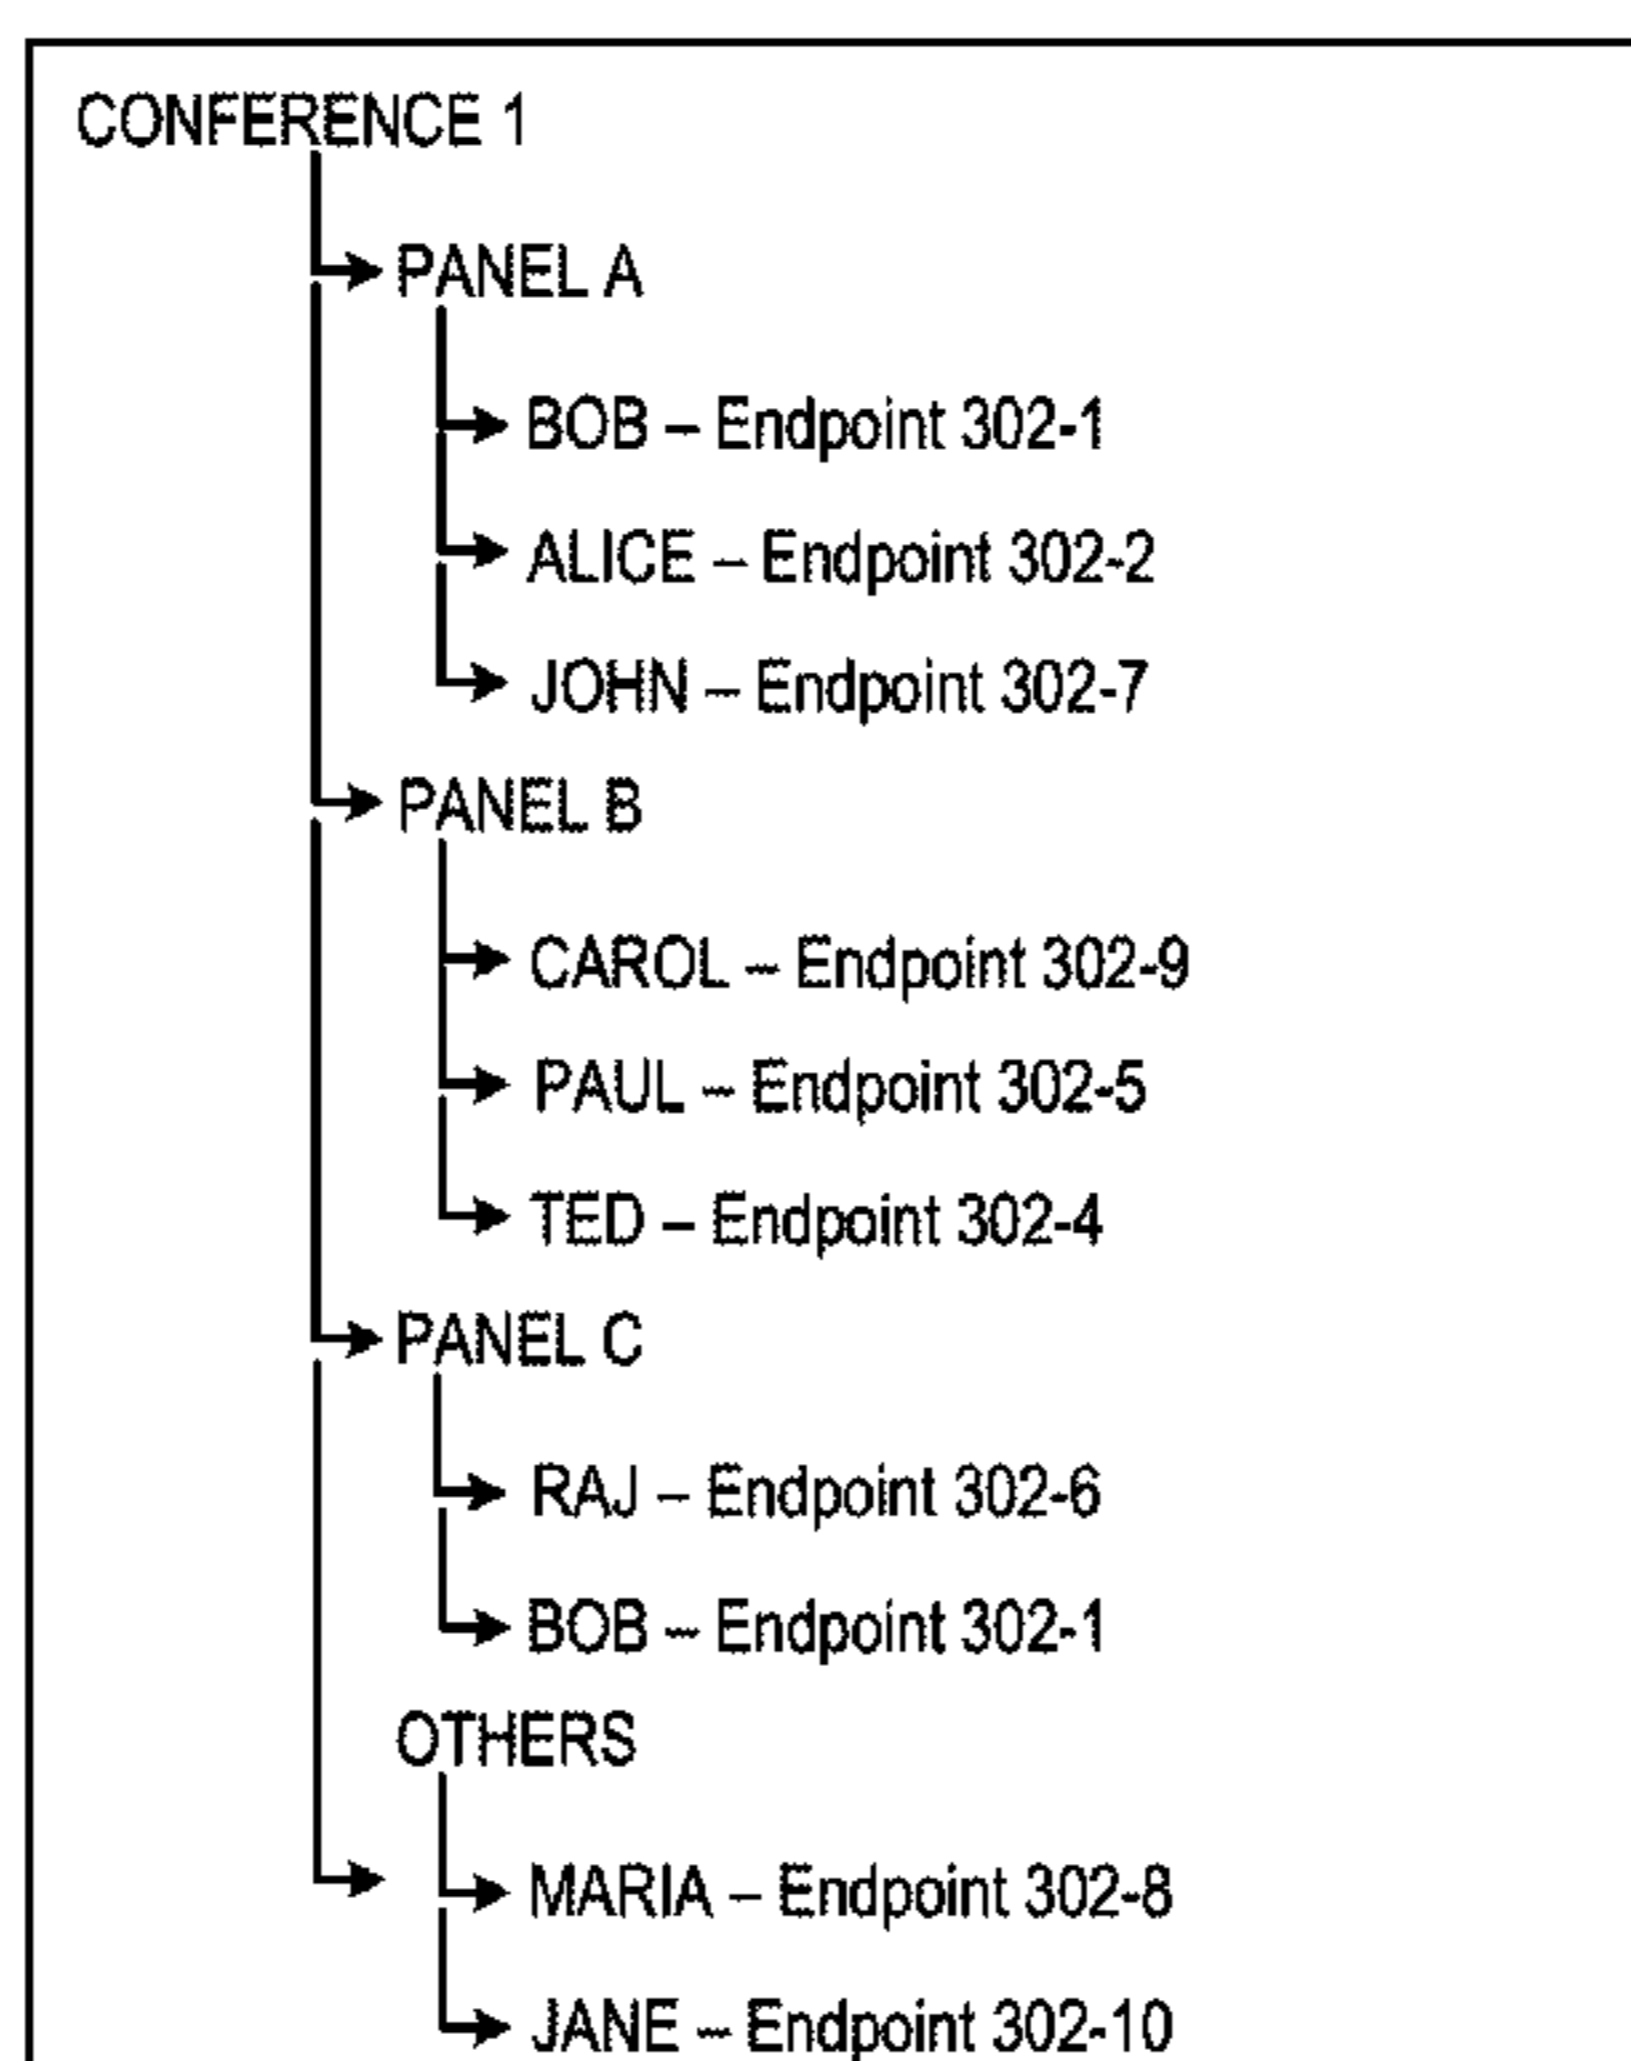 CONFERENCE 1
PANEL A
BOB – Endpoint 302-1
ALICE – Endpoint 302-2
JOHN – Endpoint 302-7
PANEL B
CAROL – Endpoint 302-9
PAUL – Endpoint 302-5
TED – Endpoint 302-4
PANEL C
RAJ – Endpoint 302-6
BOB – Endpoint 302-1
OTHERS
MARIA – Endpoint 302-8
JANE – Endpoint 302-10